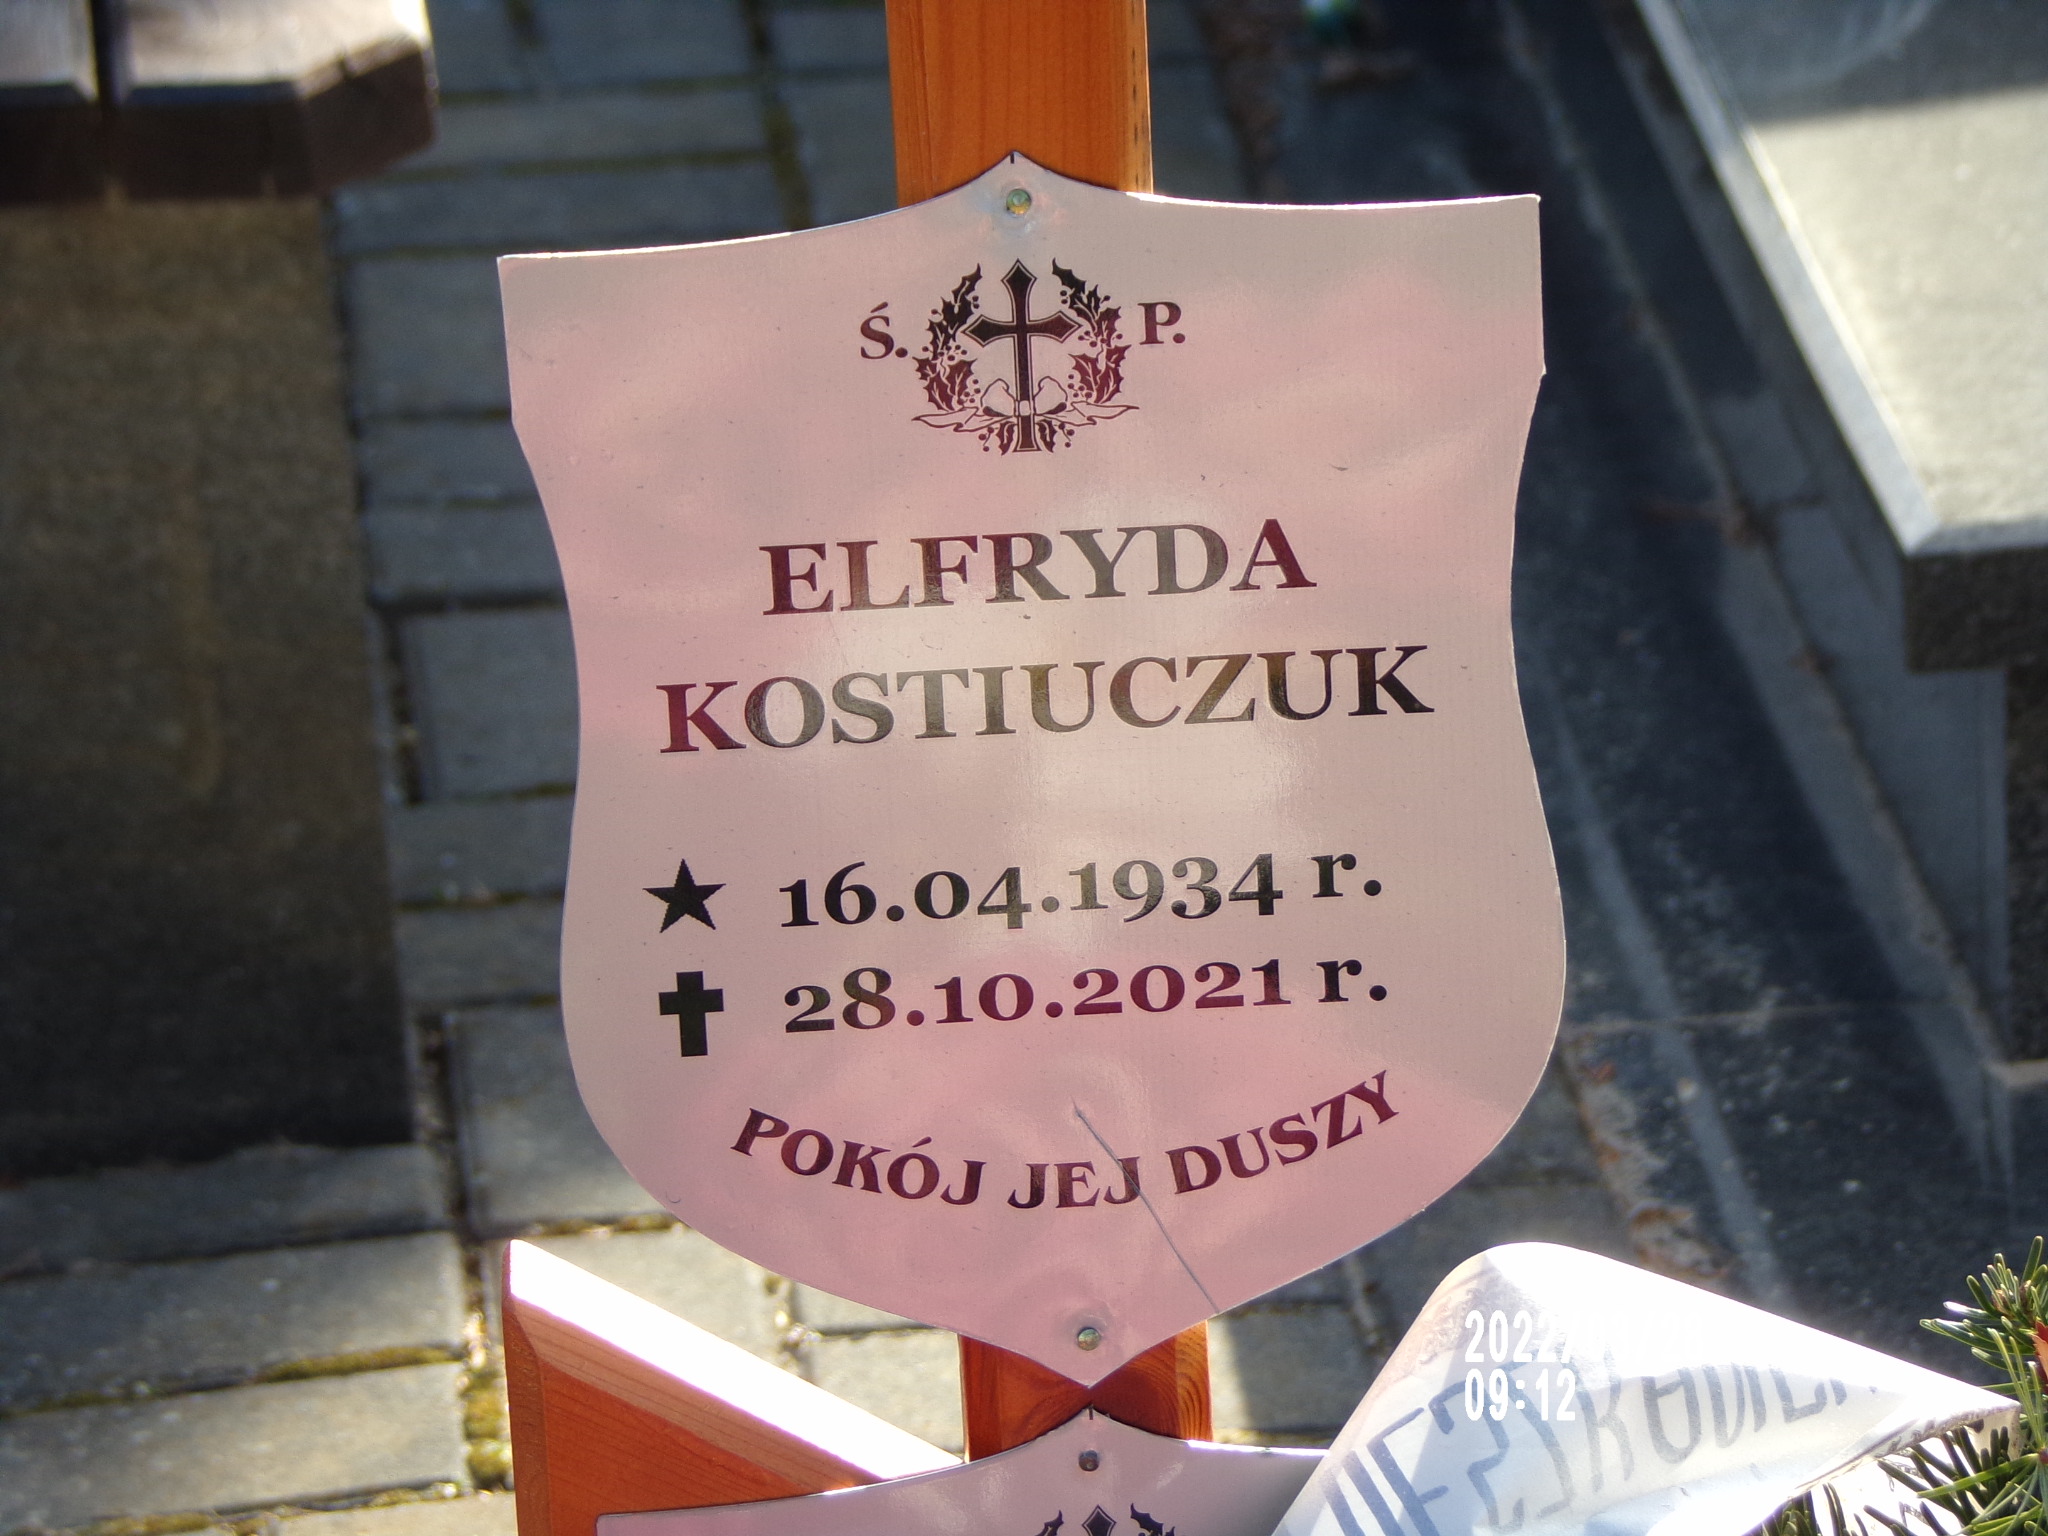 Ś. P.
ELFRYDA
KOSTIUCZUK
16.04.1934 r.
28.10.2021 r.
POKÓJ JEJ DUSZY
09:12